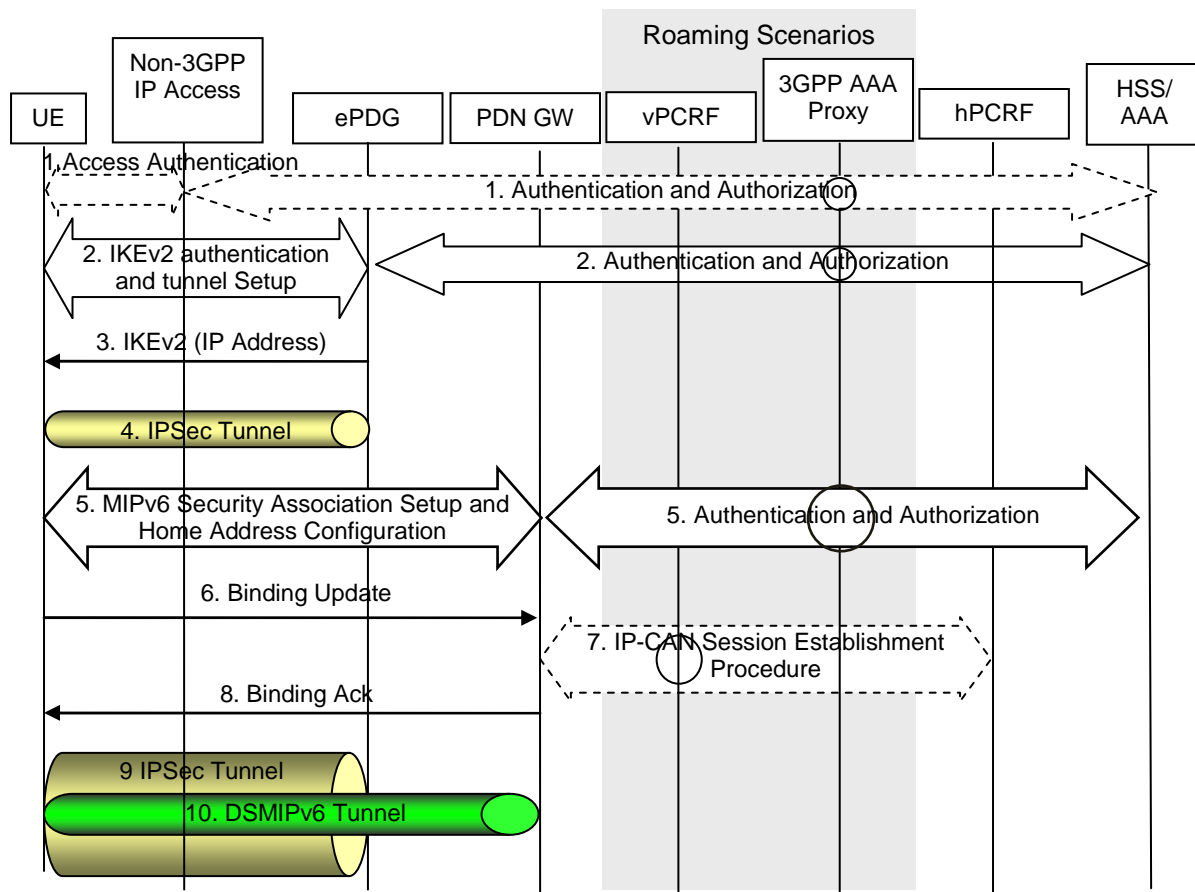 Roaming Scenarios
Non-3GPP
IP Access
UE
ePDG
PDN GW
vPCRF
3GPP AAA
Proxy
hPCRF
HSS/
AAA
1.Access Authentication
1. Authentication and Authorization
2. IKEv2 authentication
and tunnel Setup
2. Authentication and Authorization
3. IKEv2 (IP Address)
4. IPSec Tunnel
5. MIPv6 Security Association Setup and
Home Address Configuration
5. Authentication and Authorization
6. Binding Update
7. IP-CAN Session Establishment
Procedure
8. Binding Ack
9 IPSec Tunnel
10. DSMIPv6 Tunnel